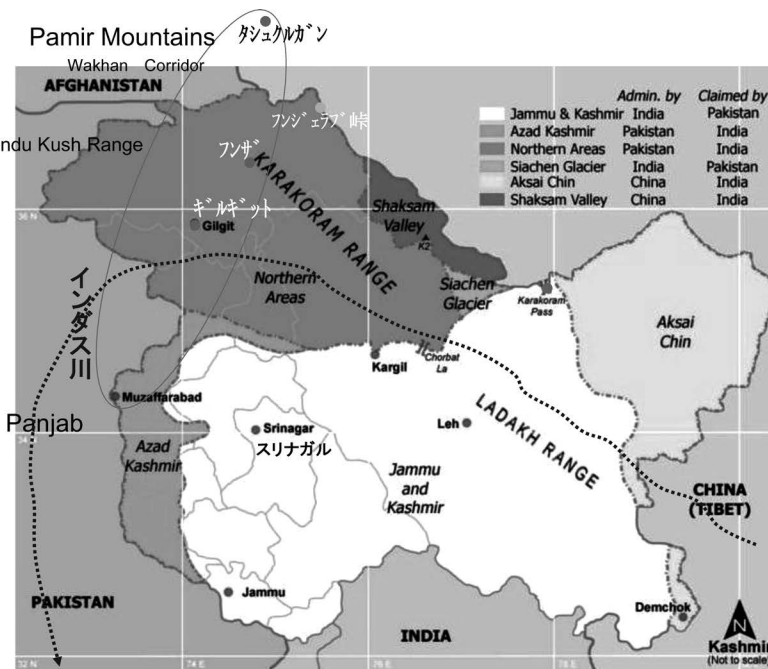 Pamir Mountains
ﾀｼｭｸﾙｶﾞﾝ
Wakhan Corridor
AFGHANISTAN
ndu Kush Range
ﾌﾝｼﾞｪﾗﾌﾞ峠
ﾌﾝｻﾞ
KARAKORAM RANGE
Admin. by Claimed by
Jammu & Kashmir India Pakistan
Azad Kashmir Pakistan India
Northern Areas Pakistan India
Siachen Glacier India Pakistan
Aksai Chin China India
Shaksam Valley China India
36 N
ｷﾞﾙｷﾞｯﾄ
Gilgit
Shaksam
Valley
K2
インダス川
Northern
Areas
Siachen
Glacier
Karakoram
Pass
Aksai
Chin
Kargil
Chorbat
La
Muzaffarabad
Panjab
34 N
Azad
Kashmir
Srinagar
スリナガル
Leh
LADAKH RANGE
Jammu
and
Kashmir
CHINA
(TIBET)
Jammu
PAKISTAN
INDIA
Demchok
N
Kashmir
(Not to scale)
32 N
74 E
76 E
78 E